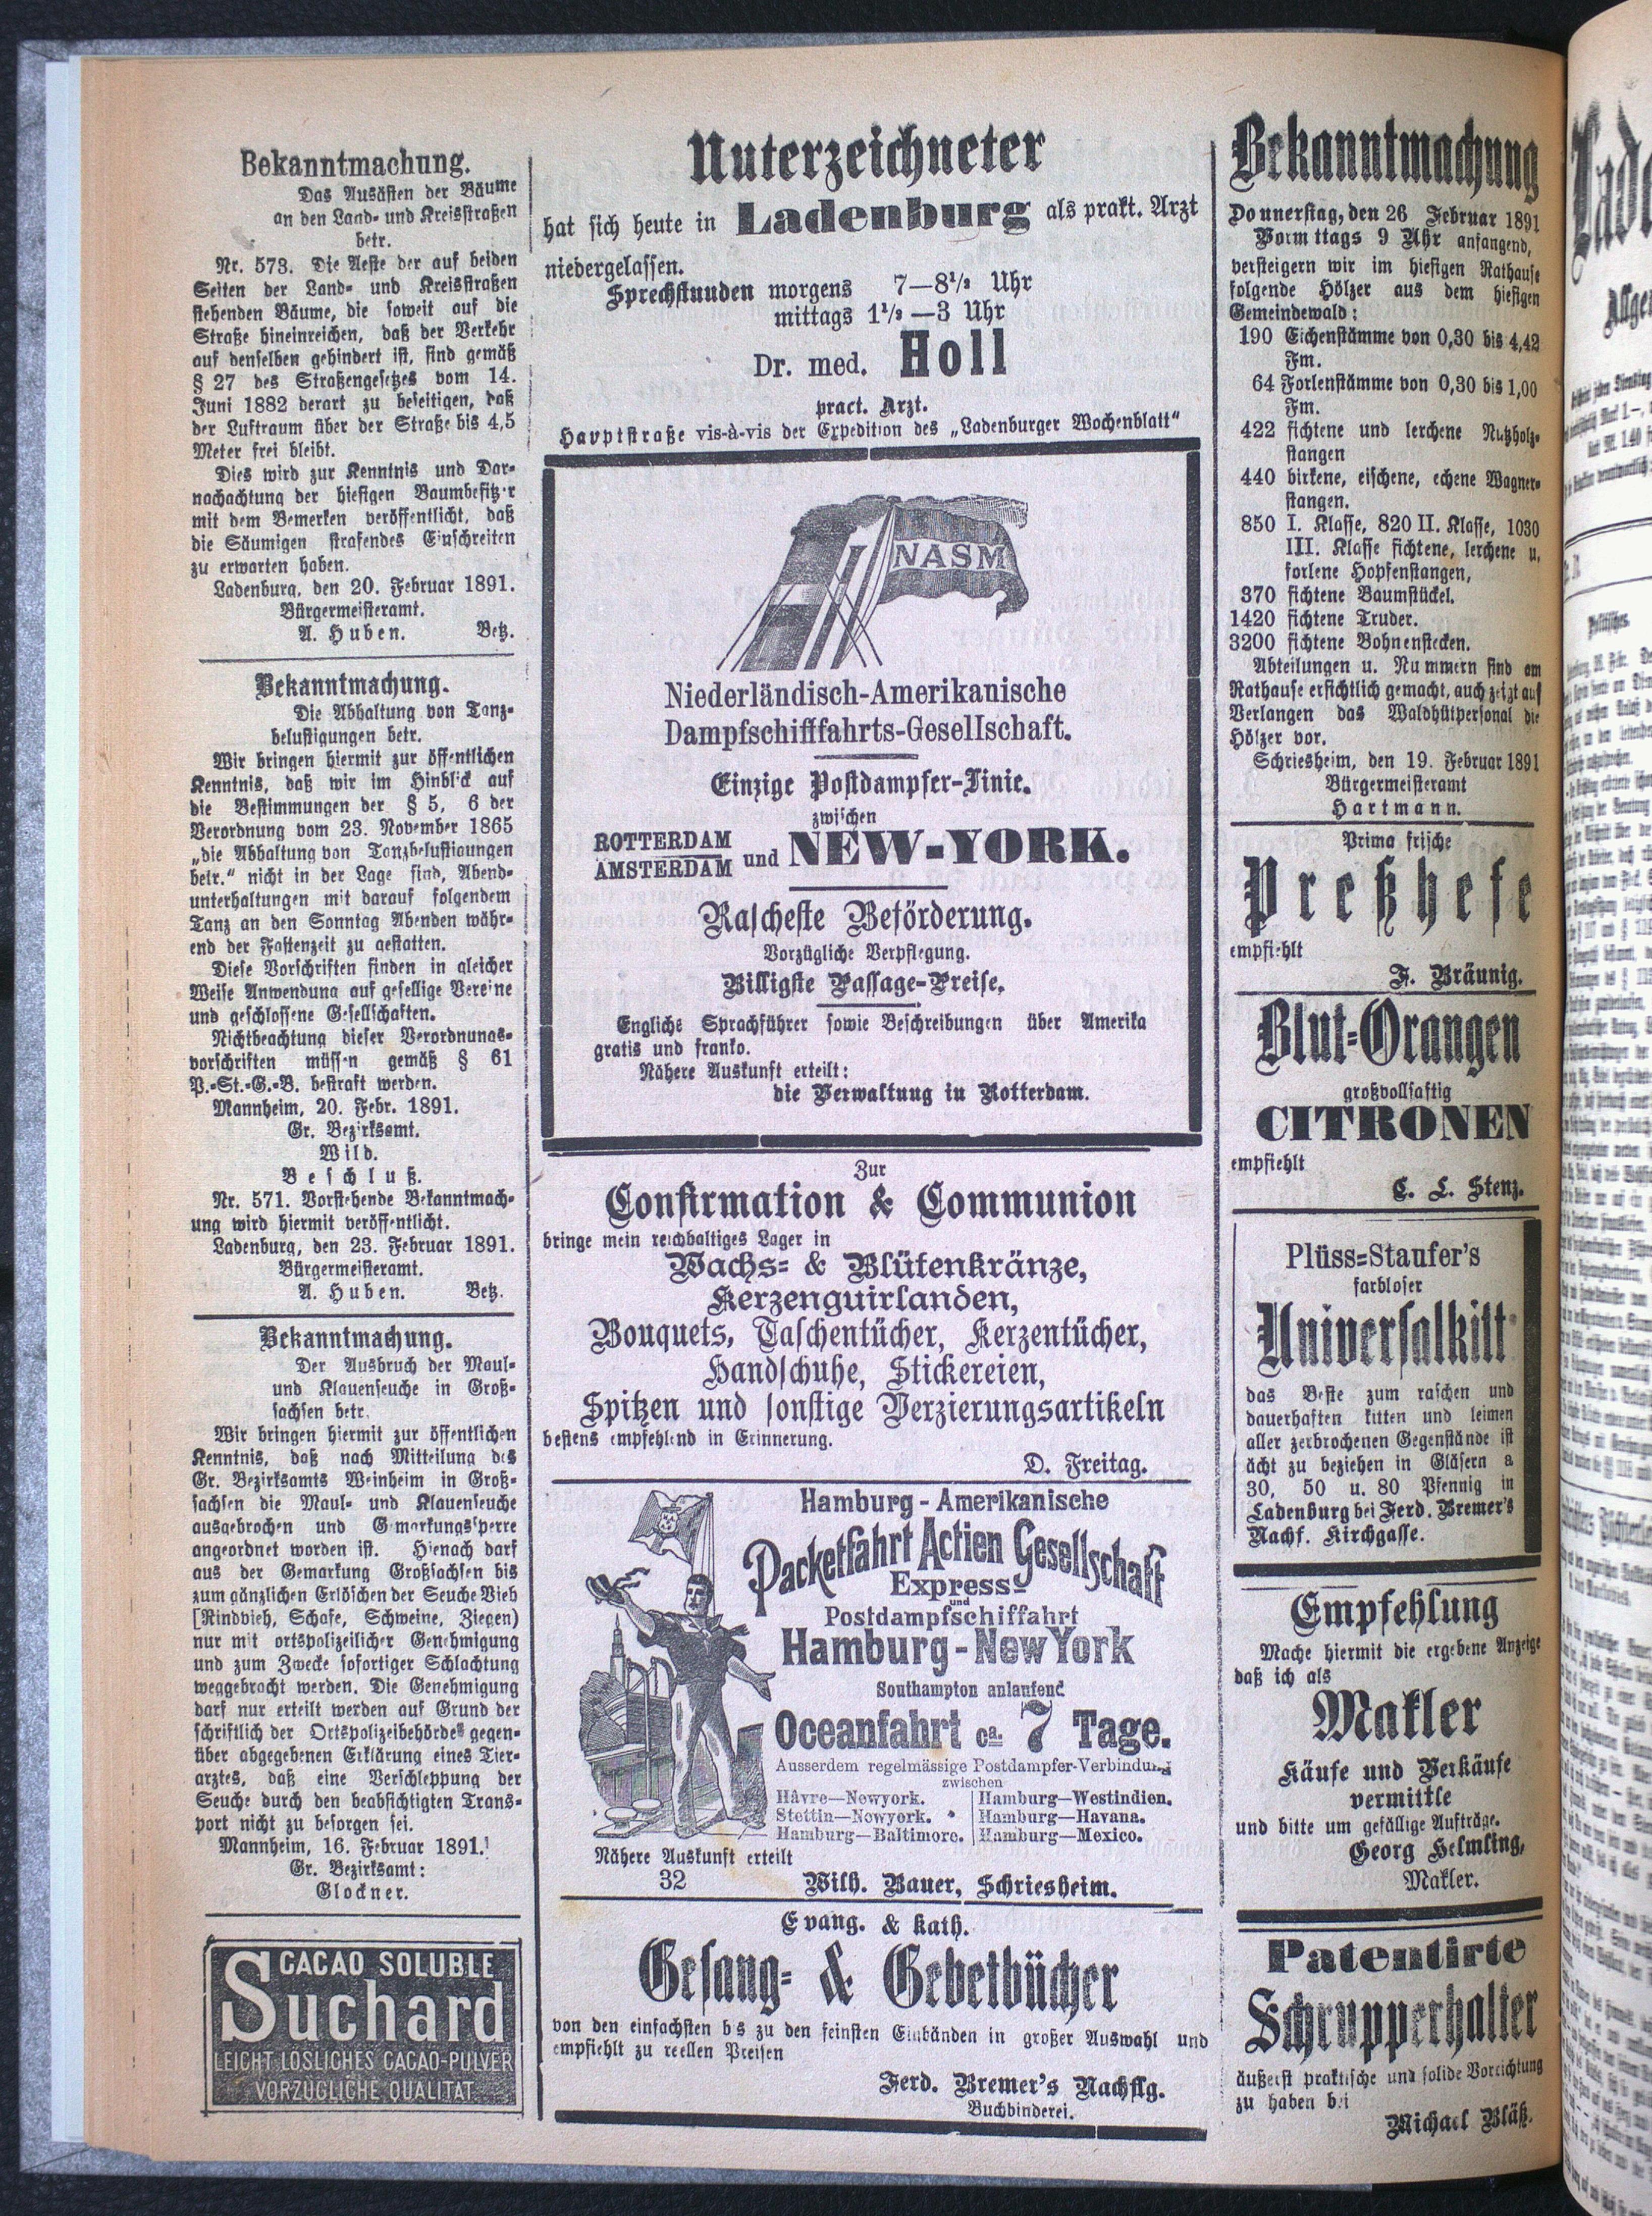 Bekanntmachung.
Das Ausästen der Bäume
an den Land- und Kreisstraßen
betr.
Nr. 573. Die Aeste der auf beiden
Seiten der Land- und Kreisstraßen
stehenden Bäume, die soweit auf die
Straße hineinreichen, daß der Verkehr
auf denselben gehindert ist, sind gemäß
§ 27 des Straßengesetzes vom 14.
Juni 1882 derart zu beseitigen, daß
der Luftraum über der Straße bis 4,5
Meter frei bleibt.
Dies wird zur Kenntnis und Dar-
nachachtung der hiesigen Baumbesitzer
mit dem Bemerken veröffentlicht, daß
die Säumigen strafendes Einschreiten
zu erwarten haben.
Ladenburg, den 20. Februar 1891.
Bürgermeisteramt.
A. Huben. Betz.
Bekanntmachung.
Die Abhaltung von Tanz-
belustigungen betr.
Wir bringen hiermit zur öffentlichen
Kenntnis, daß wir im Hinblick auf
die Bestimmungen der § 5, 6 der
Verordnung vom 23. November 1865
„die Abhaltung von Tanzbelustigungen
betr.“ nicht in der Lage sind, Abend-
unterhaltungen mit darauf folgendem
Tanz an den Sonntag Abenden währ-
end der Fastenzeit zu gestatten.
Diese Vorschriften finden in gleicher
Weise Anwendung auf gesellige Vereine
und geschlossene Gesellschaften.
Nichtbeachtung dieser Verordnungs-
vorschriften müssen gemäß § 61
P.-St.-G.-B. bestraft werden.
Mannheim, 20. Febr. 1891.
Gr. Bezirksamt.
Wild.
Beschluß.
Nr. 571. Vorstehende Bekanntmach-
ung wird hiermit veröffentlicht.
Ladenburg, den 23. Februar 1891.
Bürgermeisteramt.
A. Huben. Betz.
Bekanntmachung.
Der Ausbruch der Maul-
und Klauenseuche in Groß-
sachsen betr.
Wir bringen hiermit zur öffentlichen
Kenntnis, daß nach Mitteilung des
Gr. Bezirksamts Weinheim in Groß-
sachsen die Maul- und Klauenseuche
ausgebrochen und Gemarkungssperre
angeordnet worden ist. Hienach darf
aus der Gemarkung Großsachsen bis
zum gänzlichen Erlöschen der Seuche Vieh
[Rindvieh, Schafe, Schweine, Ziegen)
nur mit ortspolizeilicher Genehmigung
und zum Zwecke sofortiger Schlachtung
weggebracht werden. Die Genehmigung
darf nur erteilt werden auf Grund der
schriftlich der Ortspolizeibehörde gegen-
über abgegebenen Erklärung eines Tier-
arztes, daß eine Verschleppung der
Seuche durch den beabsichtigten Trans-
port nicht zu besorgen sei.
Mannheim, 16. Februar 1891.
Gr. Bezirksamt:
Glockner.
CACAO SOLUBLE
Suchard
LEICHT LÖSLICHES CACAO-PULVER
VORZÜGLICHE QUALITÄT
Unterzeichneter
hat sich heute in Ladenburg als prakt. Arzt
niedergelassen.
Sprechstunden morgens 7—8½ Uhr
mittags 1½—3 Uhr
Dr. med. Holl
pract. Arzt.
Hauptstraße vis-à-vis der Expedition des „Ladenburger Wochenblatt“
NASM
Niederländisch-Amerikanische
Dampfschifffahrts-Gesellschaft.
Einzige Postdampfer-Linie.
zwischen
ROTTERDAM
AMSTERDAM und NEW-YORK.
Rascheste Beförderung.
Vorzügliche Verpflegung.
Billigste Passage-Preise.
Englichs Sprachführer sowie Beschreibungen über Amerika
gratis und franko.
Nähere Auskunft erteilt:
die Verwaltung in Rotterdam.
Zur
Confirmation & Communion
bringe mein reichhaltiges Lager in
Wachs- & Blütenkränze,
Kerzenguirlanden,
Bouquets, Taschentücher, Kerzentücher,
Handschuhe, Stickereien,
Spitzen und sonstige Verzierungsartikeln
bestens empfehlend in Erinnerung.
D. Freitag.
Hamburg-Amerikanische
Packetfahrt Actien Gesellschaft
Express-
und
Postdampfschiffahrt
Hamburg-NewYork
Southampton anlaufend
Oceanfahrt ca. 7 Tage.
Ausserdem regelmässige Postdampfer-Verbindung
zwischen
Hâvre—Newyork. Hamburg—Westindien.
Stettin—Newyork. Hamburg—Havana.
Hamburg—Baltimore. Hamburg—Mexico.
Nähere Auskunft erteilt
32 Wilh. Bauer, Schriesheim.
Evang. & kath.
Gesang- & Gebetbücher
von den einfachsten bis zu den feinsten Einbänden in großer Auswahl und
empfiehlt zu reellen Preisen
Ferd. Bremer's Nachflg.
Buchbinderei.
Bekanntmachung
Donnerstag, den 26 Februar 1891
Vormittags 9 Uhr anfangend,
versteigern wir im hiesigen Rathause
folgende Hölzer aus dem hiesigen
Gemeindewald:
190 Eichenstämme von 0,30 bis 4,42
Fm.
64 Forlenstämme von 0,30 bis 1,00
Fm.
422 fichtene und lerchene Nutzholz-
stangen
440 birkene, eischene, echene Wagner-
stangen.
850 I. Klasse, 820 II. Klasse, 1030
III. Klasse fichtene, lerchene u.
forlene Hopfenstangen,
370 fichtene Baumstückel.
1420 fichtene Truder.
3200 fichtene Bohnenstecken.
Abteilungen u. Nummern sind am
Rathause ersichtlich gemacht, auch zeigt auf
Verlangen das Waldhütpersonal die
Hölzer vor.
Schriesheim, den 19. Februar 1891
Bürgermeisteramt
Hartmann.
Prima frische
Preßhefe
empfiehlt
F. Bräunig.
Blut-Orangen
großvollsaftig
CITRONEN
empfiehlt
C. L. Stenz.
Plüss-Staufer's
farbloser
Universalkitt
das Beste zum raschen und
dauerhaften kitten und leimen
aller zerbrochenen Gegenstände ist
ächt zu beziehen in Gläsern a
30, 50 u. 80 Pfennig in
Ladenburg bei Ferd. Bremer's
Nachf. Kirchgasse.
Empfehlung
Mache hiermit die ergebene Anzeige
daß ich als
Makler
Käufe und Verkäufe
vermittle
und bitte um gefällige Aufträge.
Georg Helmling,
Makler.
Patentirte
Schrupperhalter
äußerst praktische und solide Vorrichtung
zu haben bei
Michael Bläß.